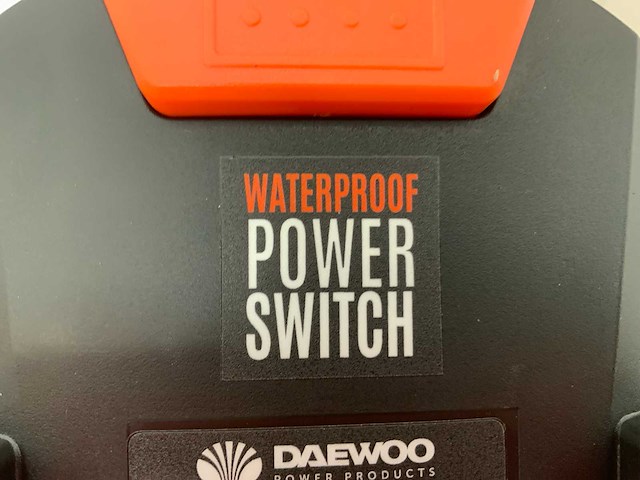 WATERPROOF
POWER
SWITCH
DAEWOO
POWER PRODUCTS